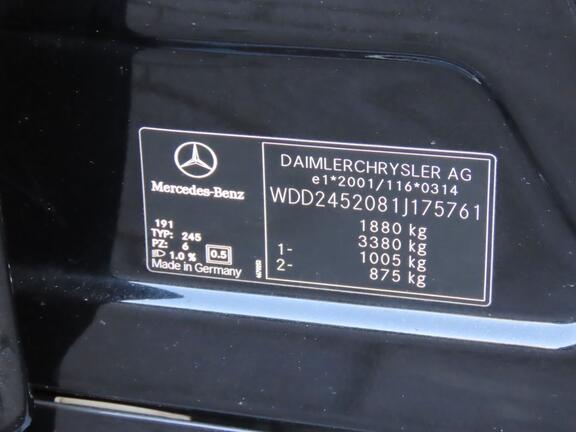 Mercedes-Benz
191
TYP: 245
PZ: 6
1.0 % 0.5
Made in Germany
DAIMLERCHRYSLER AG
e1*2001/116*0314
WDD2452081J175761
1880 kg
3380 kg
1- 1005 kg
2- 875 kg